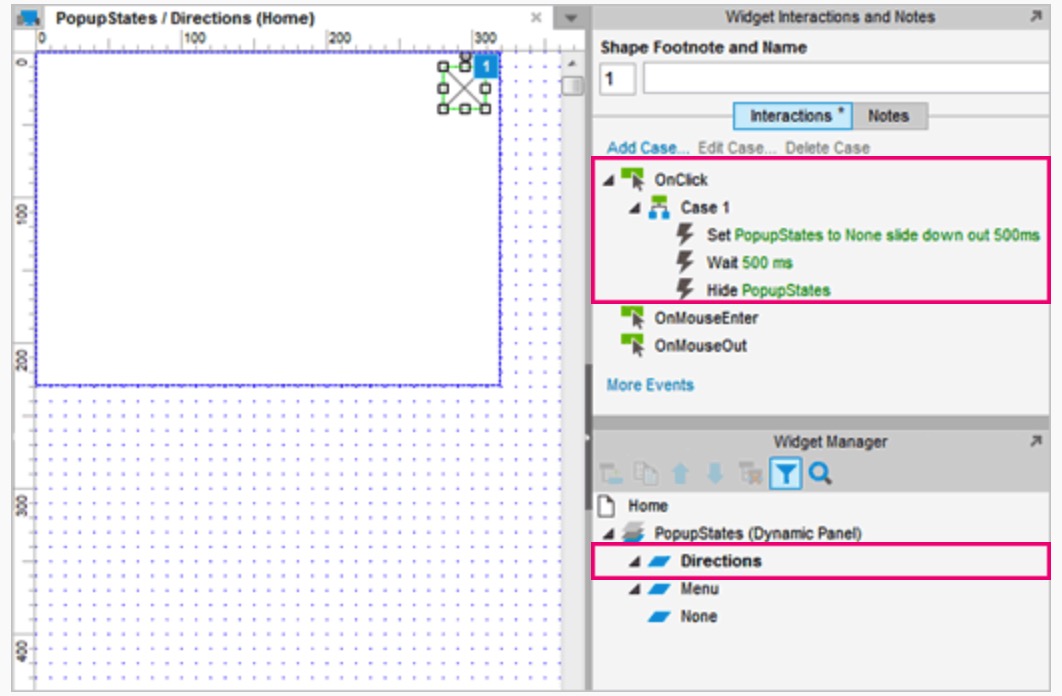 PopupStates / Directions (Home)
0 100 200 300
0
100
200
300
400
1
Widget Interactions and Notes
Shape Footnote and Name
1
Interactions * Notes
Add Case... Edit Case... Delete Case
OnClick
Case 1
Set PopupStates to None slide down out 500ms
Wait 500 ms
Hide PopupStates
OnMouseEnter
OnMouseOut
More Events
Widget Manager
Home
PopupStates (Dynamic Panel)
Directions
Menu
None